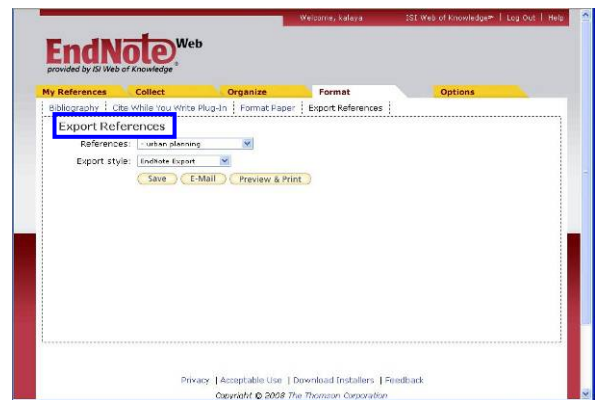 Welcome, kalaya ISI Web of Knowledge℠ | Log Out | Help
EndNote® Web
provided by ISI Web of Knowledge
My References Collect Organize Format Options
Bibliography Cite While You Write Plug-In Format Paper Export References
Export References
References: - urban planning
Export style: EndNote Export
Save E-Mail Preview & Print
Privacy | Acceptable Use | Download Installers | Feedback
Copyright © 2008 The Thomson Corporation